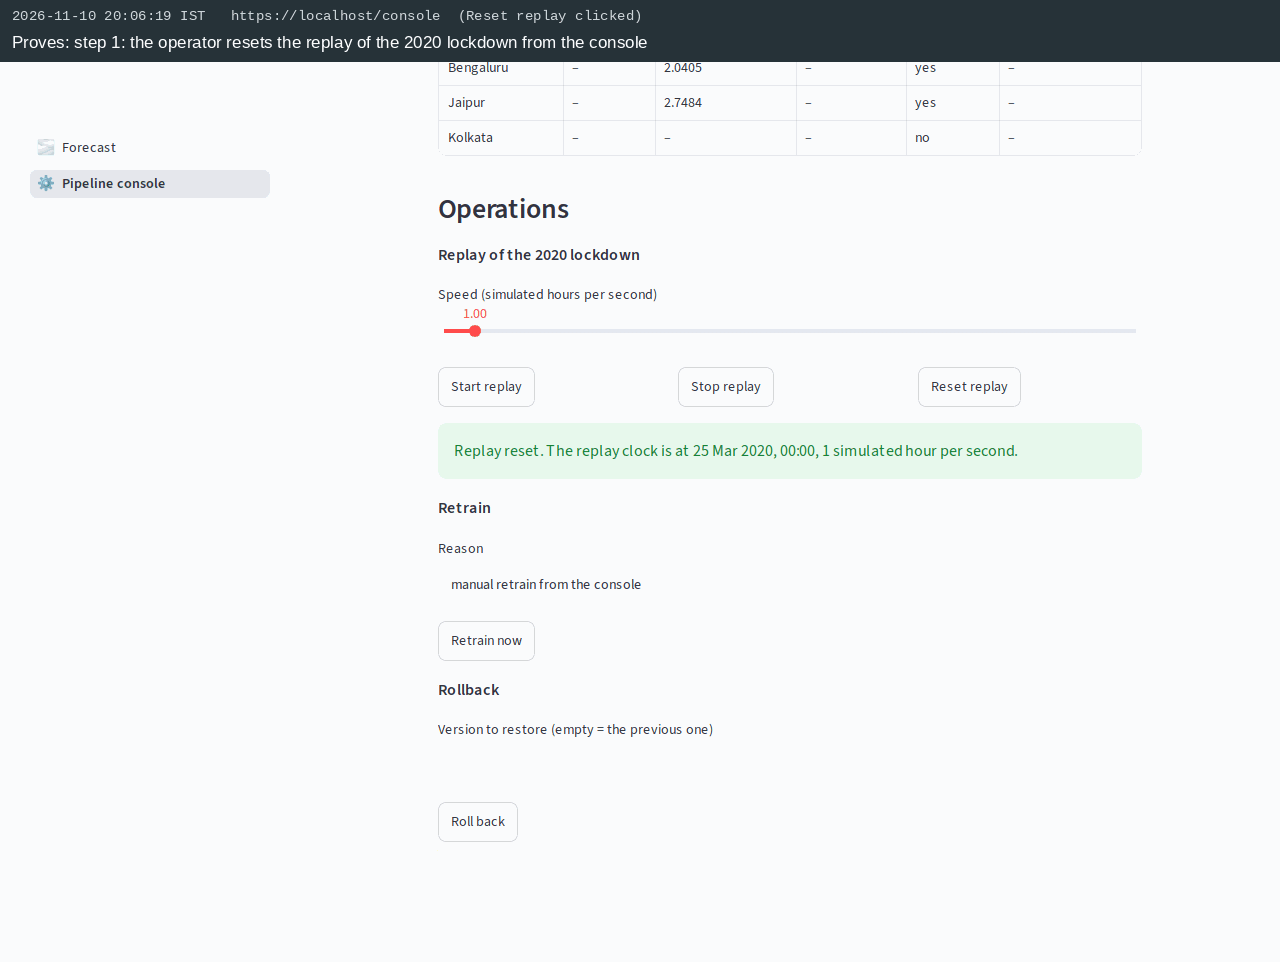 2026-11-10 20:06:19 IST https://localhost/console (Reset replay clicked)
Proves: step 1: the operator resets the replay of the 2020 lockdown from the console
Bengaluru – 2.0405 – yes –
Jaipur – 2.7484 – yes –
Kolkata – – – no –
Forecast
Pipeline console
Operations
Replay of the 2020 lockdown
Speed (simulated hours per second)
1.00
Start replay Stop replay Reset replay
Replay reset. The replay clock is at 25 Mar 2020, 00:00, 1 simulated hour per second.
Retrain
Reason
manual retrain from the console
Retrain now
Rollback
Version to restore (empty = the previous one)
Roll back